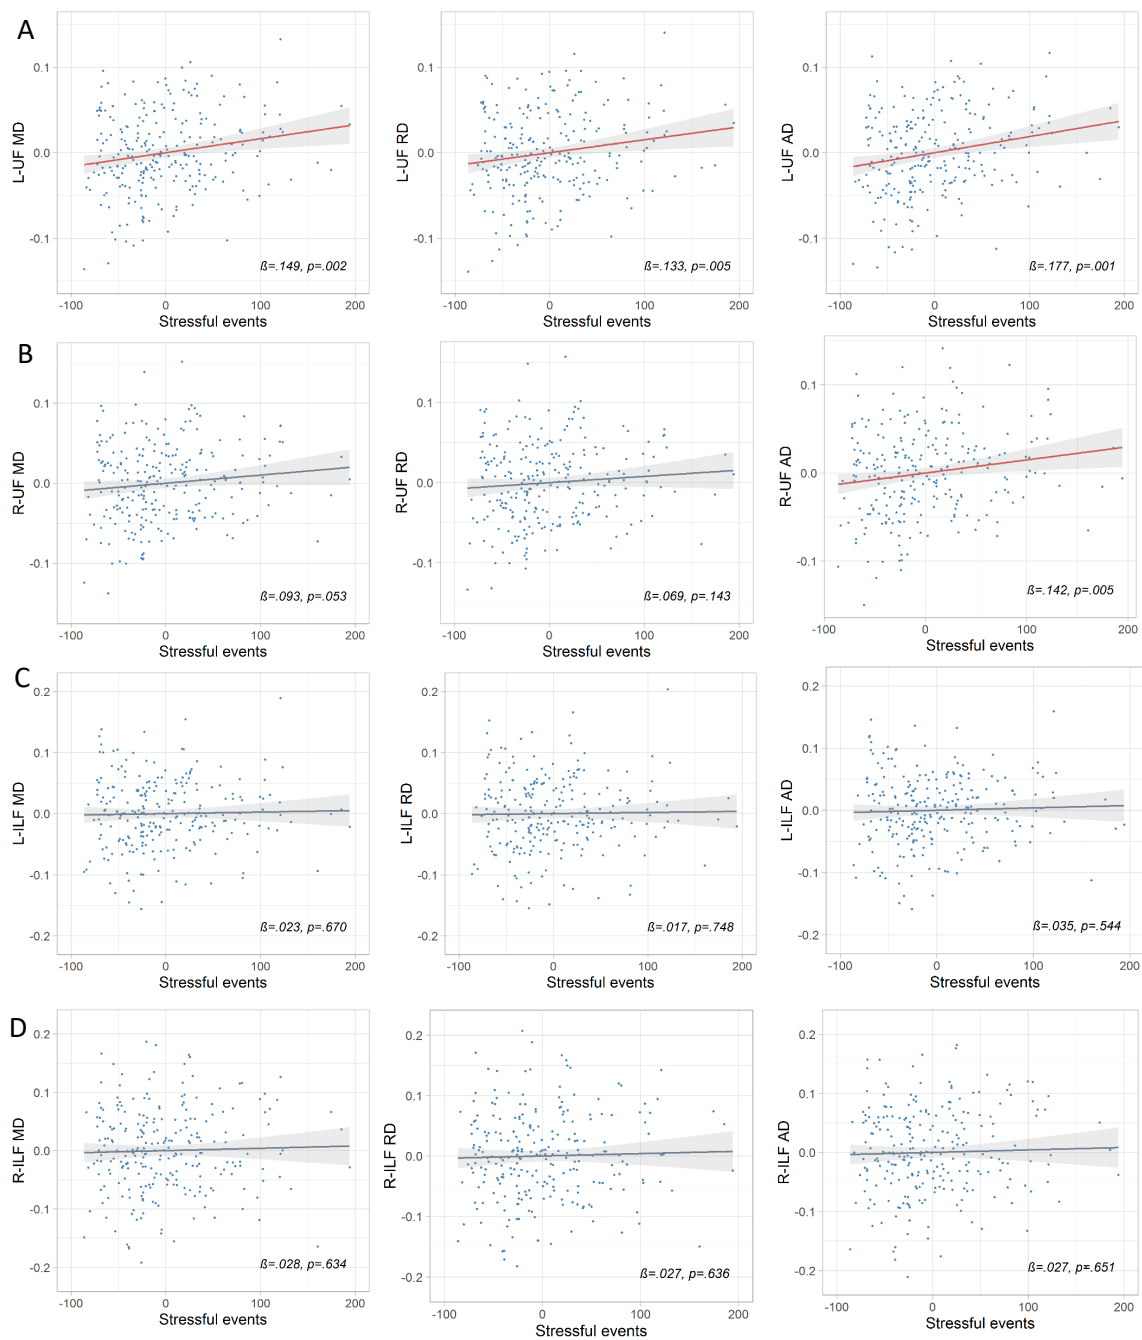 A
L-UF MD
0.1
0.0
-0.1
ß=.149, p=.002
-100 0 100 200
Stressful events
L-UF RD
0.1
0.0
-0.1
ß=.133, p=.005
-100 0 100 200
Stressful events
L-UF AD
0.1
0.0
-0.1
ß=.177, p=.001
-100 0 100 200
Stressful events
B
R-UF MD
0.1
0.0
-0.1
ß=.093, p=.053
-100 0 100 200
Stressful events
R-UF RD
0.1
0.0
-0.1
ß=.069, p=.143
-100 0 100 200
Stressful events
R-UF AD
0.1
0.0
-0.1
ß=.142, p=.005
-100 0 100 200
Stressful events
C
L-ILF MD
0.2
0.1
0.0
-0.1
-0.2
ß=.023, p=.670
-100 0 100 200
Stressful events
L-ILF RD
0.2
0.1
0.0
-0.1
-0.2
ß=.017, p=.748
-100 0 100 200
Stressful events
L-ILF AD
0.2
0.1
0.0
-0.1
-0.2
ß=.035, p=.544
-100 0 100 200
Stressful events
D
R-ILF MD
0.2
0.1
0.0
-0.1
-0.2
ß=.028, p=.634
-100 0 100 200
Stressful events
R-ILF RD
0.2
0.1
0.0
-0.1
-0.2
ß=.027, p=.636
-100 0 100 200
Stressful events
R-ILF AD
0.2
0.1
0.0
-0.1
-0.2
ß=.027, p=.651
-100 0 100 200
Stressful events